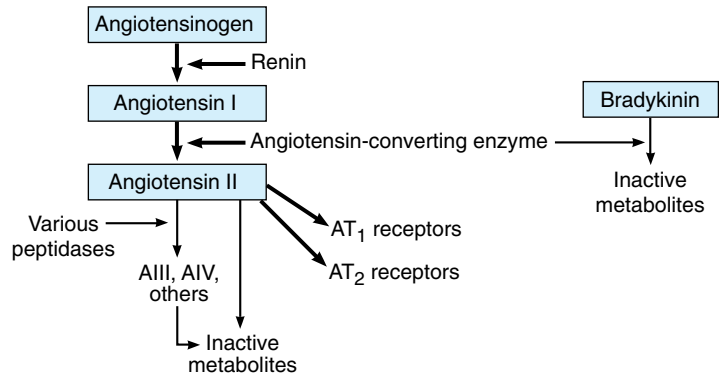 Angiotensinogen
Renin
Angiotensin I
Bradykinin
Angiotensin-converting enzyme
Angiotensin II
Inactive
metabolites
Various
peptidases
AT1 receptors
AT2 receptors
AIII, AIV,
others
Inactive
metabolites